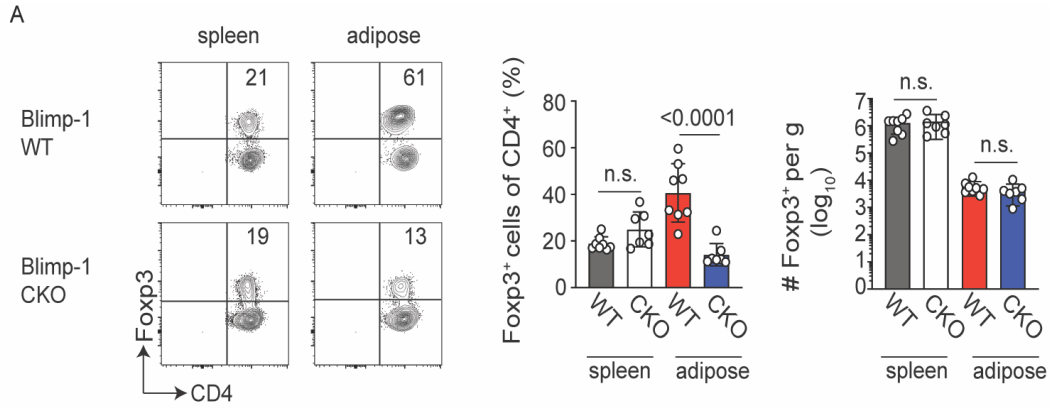 A
spleen adipose
Blimp-1
WT
21
61
Blimp-1
CKO
19
13
Foxp3
CD4
Foxp3⁺ cells of CD4⁺ (%)
80
60
40
20
0
n.s.
<0.0001
WT
CKO
WT
CKO
spleen
adipose
# Foxp3⁺ per g
(log₁₀)
7
6
5
4
3
2
1
0
n.s.
n.s.
WT
CKO
WT
CKO
spleen
adipose